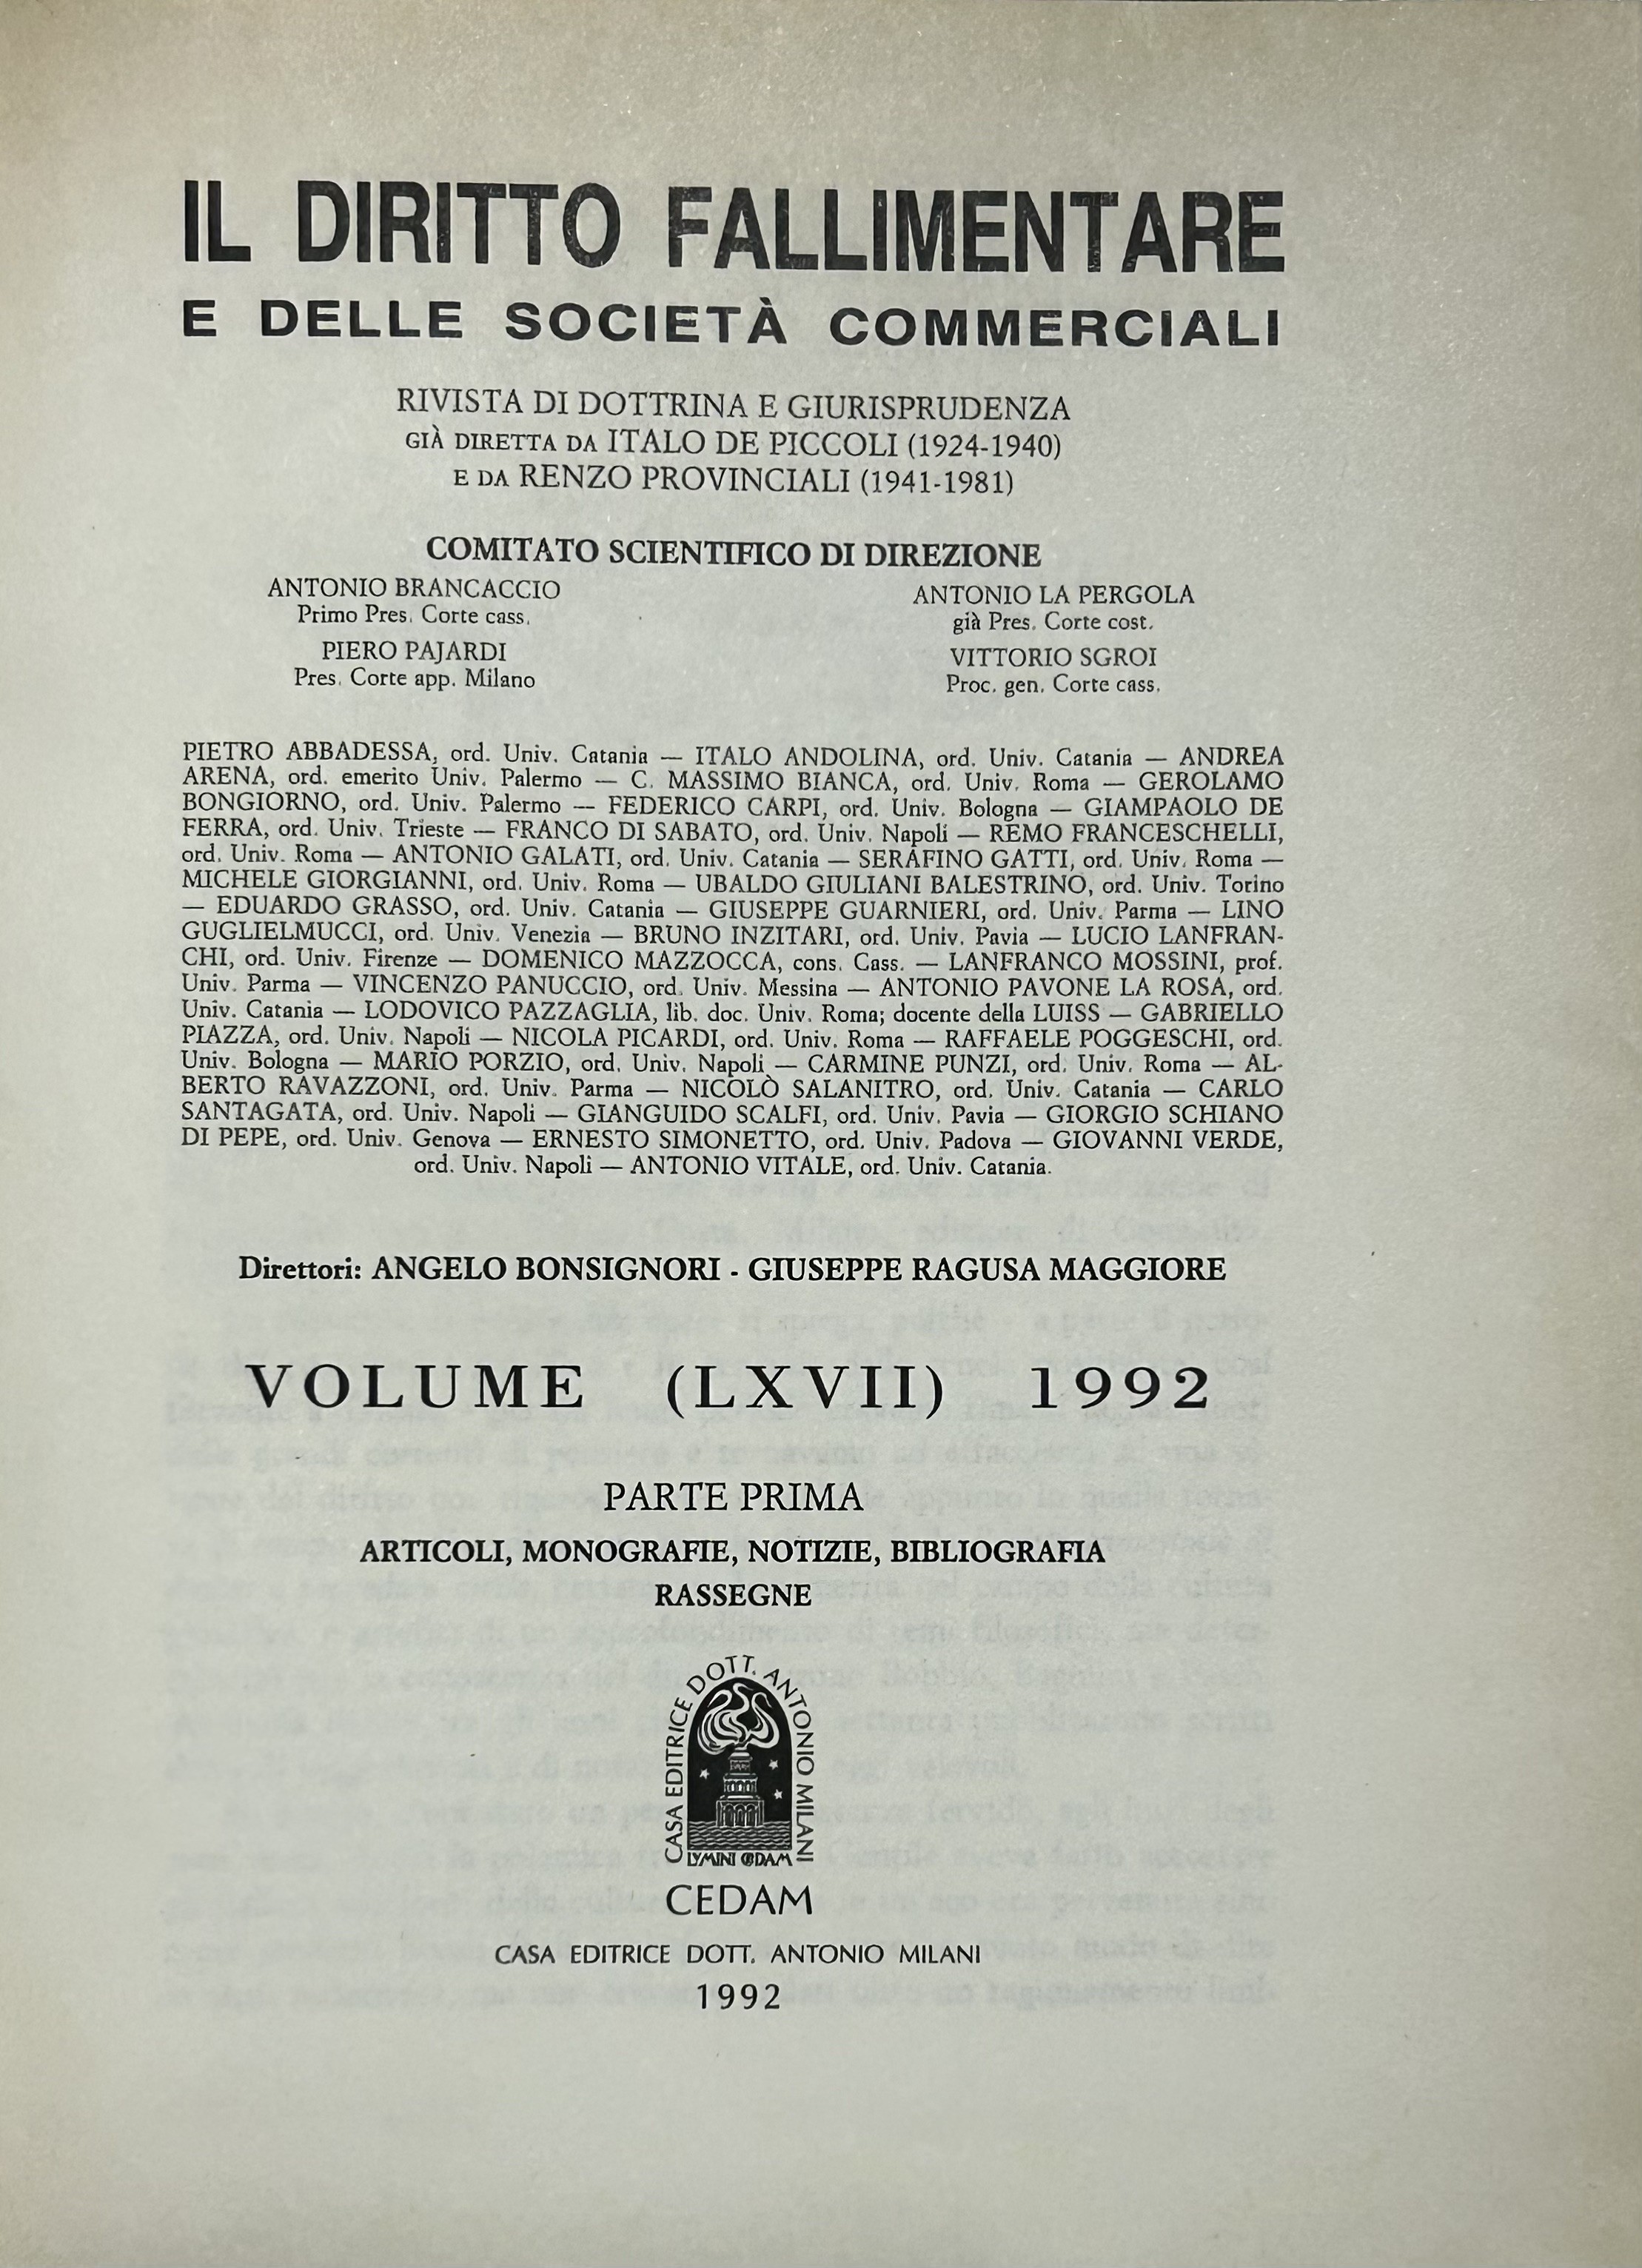 IL DIRITTO FALLIMENTARE
E DELLE SOCIETÀ COMMERCIALI
RIVISTA DI DOTTRINA E GIURISPRUDENZA
GIÀ DIRETTA DA ITALO DE PICCOLI (1924-1940)
E DA RENZO PROVINCIALI (1941-1981)
COMITATO SCIENTIFICO DI DIREZIONE
ANTONIO BRANCACCIO
Primo Pres. Corte cass.
PIERO PAJARDI
Pres. Corte app. Milano
ANTONIO LA PERGOLA
già Pres. Corte cost.
VITTORIO SGROI
Proc. gen. Corte cass.
PIETRO ABBADESSA, ord. Univ. Catania — ITALO ANDOLINA, ord. Univ. Catania — ANDREA
ARENA, ord. emerito Univ. Palermo — C. MASSIMO BIANCA, ord. Univ. Roma — GEROLAMO
BONGIORNO, ord. Univ. Palermo — FEDERICO CARPI, ord. Univ. Bologna — GIAMPAOLO DE
FERRA, ord. Univ. Trieste — FRANCO DI SABATO, ord. Univ. Napoli — REMO FRANCESCHELLI,
ord. Univ. Roma — ANTONIO GALATI, ord. Univ. Catania — SERAFINO GATTI, ord. Univ. Roma —
MICHELE GIORGIANNI, ord. Univ. Roma — UBALDO GIULIANI BALESTRINO, ord. Univ. Torino
— EDUARDO GRASSO, ord. Univ. Catania — GIUSEPPE GUARNIERI, ord. Univ. Parma — LINO
GUGLIELMUCCI, ord. Univ. Venezia — BRUNO INZITARI, ord. Univ. Pavia — LUCIO LANFRAN-
CHI, ord. Univ. Firenze — DOMENICO MAZZOCCA, cons. Cass. — LANFRANCO MOSSINI, prof.
Univ. Parma — VINCENZO PANUCCIO, ord. Univ. Messina — ANTONIO PAVONE LA ROSA, ord.
Univ. Catania — LODOVICO PAZZAGLIA, lib. doc. Univ. Roma; docente della LUISS — GABRIELLO
PIAZZA, ord. Univ. Napoli — NICOLA PICARDI, ord. Univ. Roma — RAFFAELE POGGESCHI, ord.
Univ. Bologna — MARIO PORZIO, ord. Univ. Napoli — CARMINE PUNZI, ord. Univ. Roma — AL-
BERTO RAVAZZONI, ord. Univ. Parma — NICOLÒ SALANITRO, ord. Univ. Catania — CARLO
SANTAGATA, ord. Univ. Napoli — GIANGUIDO SCALFI, ord. Univ. Pavia — GIORGIO SCHIANO
DI PEPE, ord. Univ. Genova — ERNESTO SIMONETTO, ord. Univ. Padova — GIOVANNI VERDE,
ord. Univ. Napoli — ANTONIO VITALE, ord. Univ. Catania.
Direttori: ANGELO BONSIGNORI - GIUSEPPE RAGUSA MAGGIORE
VOLUME (LXVII) 1992
PARTE PRIMA
ARTICOLI, MONOGRAFIE, NOTIZIE, BIBLIOGRAFIA
RASSEGNE
CASA EDITRICE DOTT. ANTONIO MILANI
CEDAM
CASA EDITRICE DOTT. ANTONIO MILANI
1992